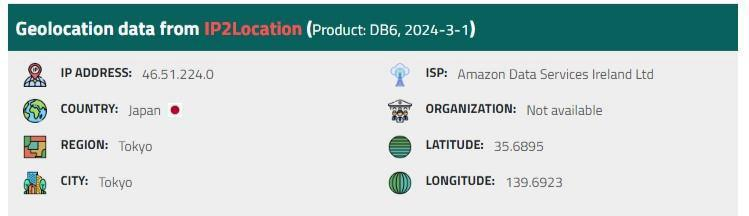 Geolocation data from IP2Location (Product: DB6, 2024-3-1)
IP ADDRESS: 46.51.224.0
COUNTRY: Japan
REGION: Tokyo
CITY: Tokyo
ISP: Amazon Data Services Ireland Ltd
ORGANIZATION: Not available
LATITUDE: 35.6895
LONGITUDE: 139.6923